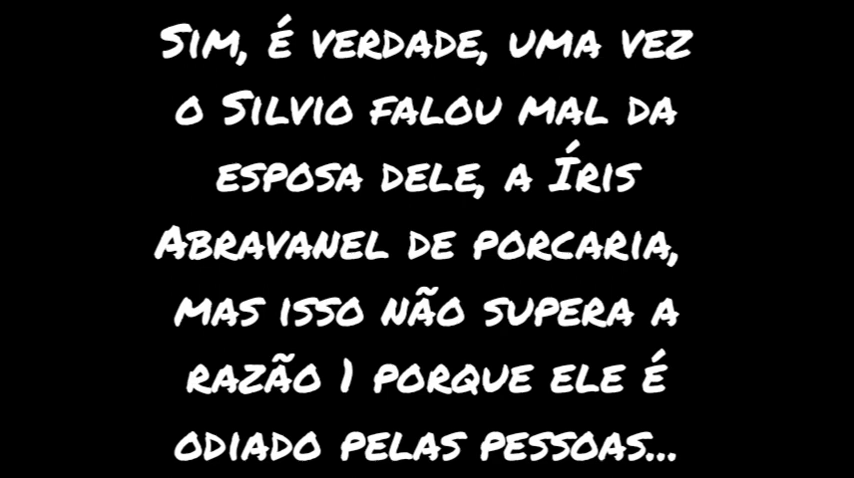 Sim, é verdade, uma vez
o Silvio falou mal da
esposa dele, a Íris
Abravanel de porcaria,
mas isso não supera a
razão 1 porque ele é
odiado pelas pessoas...